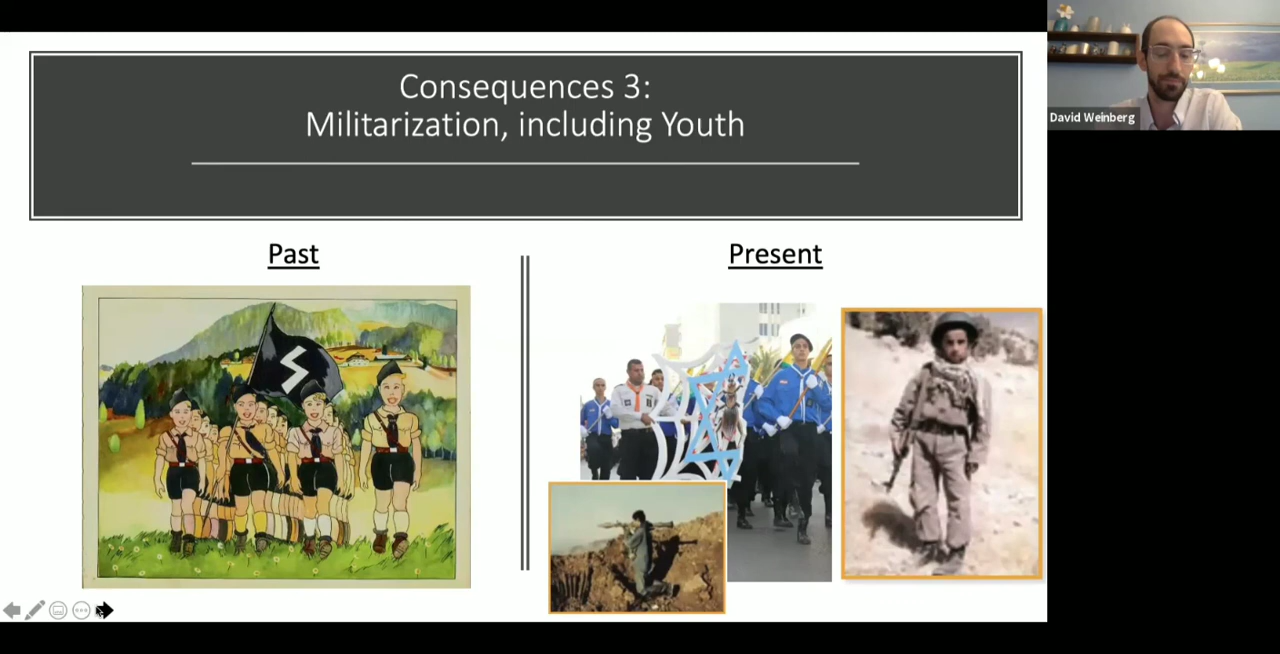 Consequences 3:
Militarization, including Youth
Past
Present
David Weinberg